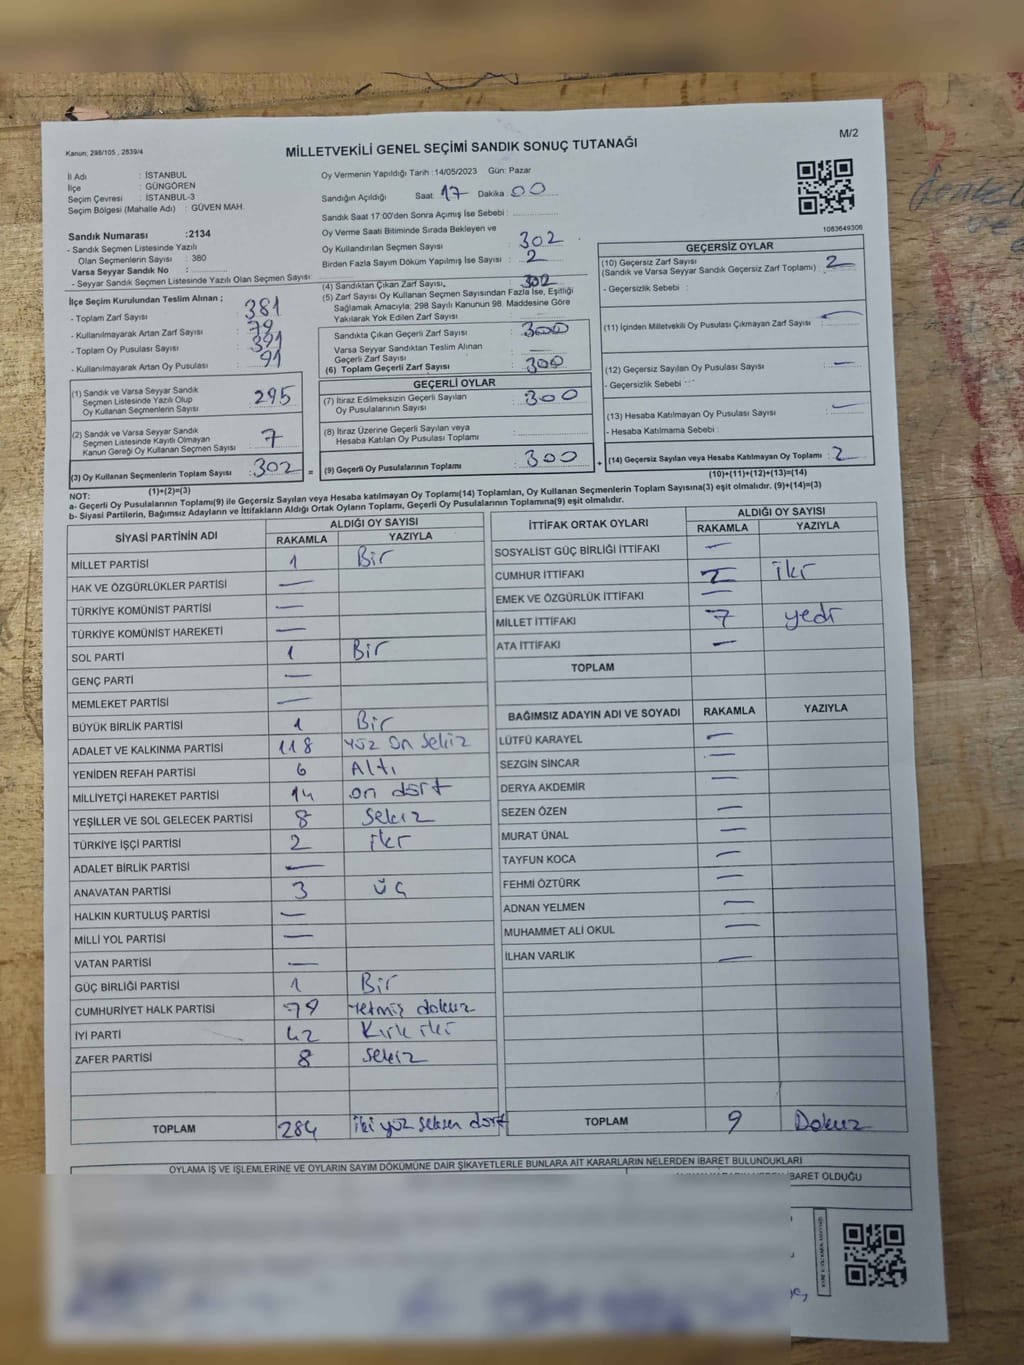 Kanun; 298/105 , 2839/4
M/2
MİLLETVEKİLİ GENEL SEÇİMİ SANDIK SONUÇ TUTANAĞI
İl Adı : İSTANBUL
İlçe : GÜNGÖREN
Seçim Çevresi : İSTANBUL-3
Seçim Bölgesi (Mahalle Adı) : GÜVEN MAH.
Sandık Numarası :2134
- Sandık Seçmen Listesinde Yazılı
Olan Seçmenlerin Sayısı : 380
Varsa Seyyar Sandık No :
- Seyyar Sandık Seçmen Listesinde Yazılı Olan Seçmen Sayısı:
Oy Vermenin Yapıldığı Tarih :14/05/2023 Gün: Pazar
Sandığın Açıldığı Saat 17 Dakika 00
Sandık Saat 17:00'den Sonra Açımış İse Sebebi :
Oy Verme Saati Bitiminde Sırada Bekleyen ve
Oy Kullandırılan Seçmen Sayısı : 302
Birden Fazla Sayım Döküm Yapılmış İse Sayısı : 2
(4) Sandıktan Çıkan Zarf Sayısı, 302
(5) Zarf Sayısı Oy Kullanan Seçmen Sayısından Fazla İse, Eşitliği
Sağlamak Amacıyla; 298 Sayılı Kanunun 98. Maddesine Göre
Yakılarak Yok Edilen Zarf Sayısı :
1083649306
İlçe Seçim Kurulundan Teslim Alınan ;
- Toplam Zarf Sayısı : 381
- Kullanılmayarak Artan Zarf Sayısı : 79
- Toplam Oy Pusulası Sayısı : 391
- Kullanılmayarak Artan Oy Pusulası : 91
Sandıkta Çıkan Geçerli Zarf Sayısı : 300
Varsa Seyyar Sandıktan Teslim Alınan
Geçerli Zarf Sayısı :
(6) Toplam Geçerli Zarf Sayısı : 300
GEÇERSİZ OYLAR
(10) Geçersiz Zarf Sayısı : 2
(Sandık ve Varsa Seyyar Sandık Geçersiz Zarf Toplamı)
- Geçersizlik Sebebi :
(11) İçinden Milletvekili Oy Pusulası Çıkmayan Zarf Sayısı : —
(12) Geçersiz Sayılan Oy Pusulası Sayısı : —
- Geçersizlik Sebebi :
(13) Hesaba Katılmayan Oy Pusulası Sayısı : —
- Hesaba Katılmama Sebebi :
(14) Geçersiz Sayılan veya Hesaba Katılmayan Oy Toplamı : 2
(10)+(11)+(12)+(13)=(14)
(1) Sandık ve Varsa Seyyar Sandık
Seçmen Listesinde Yazılı Olup
Oy Kullanan Seçmenlerin Sayısı : 295
(2) Sandık ve Varsa Seyyar Sandık
Seçmen Listesinde Kayıtlı Olmayan
Kanun Gereği Oy Kullanan Seçmen Sayısı : 7
(3) Oy Kullanan Seçmenlerin Toplam Sayısı : 302 =
(1)+(2)=(3)
GEÇERLİ OYLAR
(7) İtiraz Edilmeksizin Geçerli Sayılan
Oy Pusulalarının Sayısı : 300
(8) İtiraz Üzerine Geçerli Sayılan veya
Hesaba Katılan Oy Pusulası Toplamı :
(9) Geçerli Oy Pusulalarının Toplamı : 300 +
NOT:
a- Geçerli Oy Pusulaları Toplamı(9) ile Geçersiz Sayılan veya Hesaba katılmayan Oy Toplamı(14) Toplamları, Oy Kullanan Seçmenlerin Toplam Sayısına(3) eşit olmalıdır. (9)+(14)=(3)
b- Siyasi Partilerin, Bağımsız Adayların ve İttifakların Aldığı Ortak Oyların Toplamı, Geçerli Oy Pusulalarının Toplamına(9) eşit olmalıdır.
SİYASİ PARTİNİN ADI ALDIĞI OY SAYISI
RAKAMLA YAZIYLA
MİLLET PARTİSİ 1 Bir
HAK VE ÖZGÜRLÜKLER PARTİSİ —
TÜRKİYE KOMÜNİST PARTİSİ —
TÜRKİYE KOMÜNİST HAREKETİ —
SOL PARTİ 1 Bir
GENÇ PARTİ —
MEMLEKET PARTİSİ —
BÜYÜK BİRLİK PARTİSİ 1 Bir
ADALET VE KALKINMA PARTİSİ 118 yüz on sekiz
YENİDEN REFAH PARTİSİ 6 Altı
MİLLİYETÇİ HAREKET PARTİSİ 14 on dört
YEŞİLLER VE SOL GELECEK PARTİSİ 8 sekiz
TÜRKİYE İŞÇİ PARTİSİ 2 iki
ADALET BİRLİK PARTİSİ —
ANAVATAN PARTİSİ 3 üç
HALKIN KURTULUŞ PARTİSİ —
MİLLİ YOL PARTİSİ —
VATAN PARTİSİ —
GÜÇ BİRLİĞİ PARTİSİ 1 Bir
CUMHURİYET HALK PARTİSİ 79 yetmiş dokuz
İYİ PARTİ 42 Kırk iki
ZAFER PARTİSİ 8 sekiz
TOPLAM 284 iki yüz seksen dört
İTTİFAK ORTAK OYLARI ALDIĞI OY SAYISI
RAKAMLA YAZIYLA
SOSYALİST GÜÇ BİRLİĞİ İTTİFAKI —
CUMHUR İTTİFAKI 2 iki
EMEK VE ÖZGÜRLÜK İTTİFAKI —
MİLLET İTTİFAKI 7 yedi
ATA İTTİFAKI —
TOPLAM
BAĞIMSIZ ADAYIN ADI VE SOYADI RAKAMLA YAZIYLA
LÜTFÜ KARAYEL —
SEZGİN SİNCAR —
DERYA AKDEMİR —
SEZEN ÖZEN —
MURAT ÜNAL —
TAYFUN KOCA —
FEHMİ ÖZTÜRK —
ADNAN YELMEN —
MUHAMMET ALİ OKUL —
İLHAN VARLIK —
TOPLAM 9 Dokuz
OYLAMA İŞ VE İŞLEMLERİNE VE OYLARIN SAYIM DÖKÜMÜNE DAİR ŞİKAYETLERLE BUNLARA AİT KARARLARIN NELERDEN İBARET BULUNDUKLARI
İBARET OLDUĞU